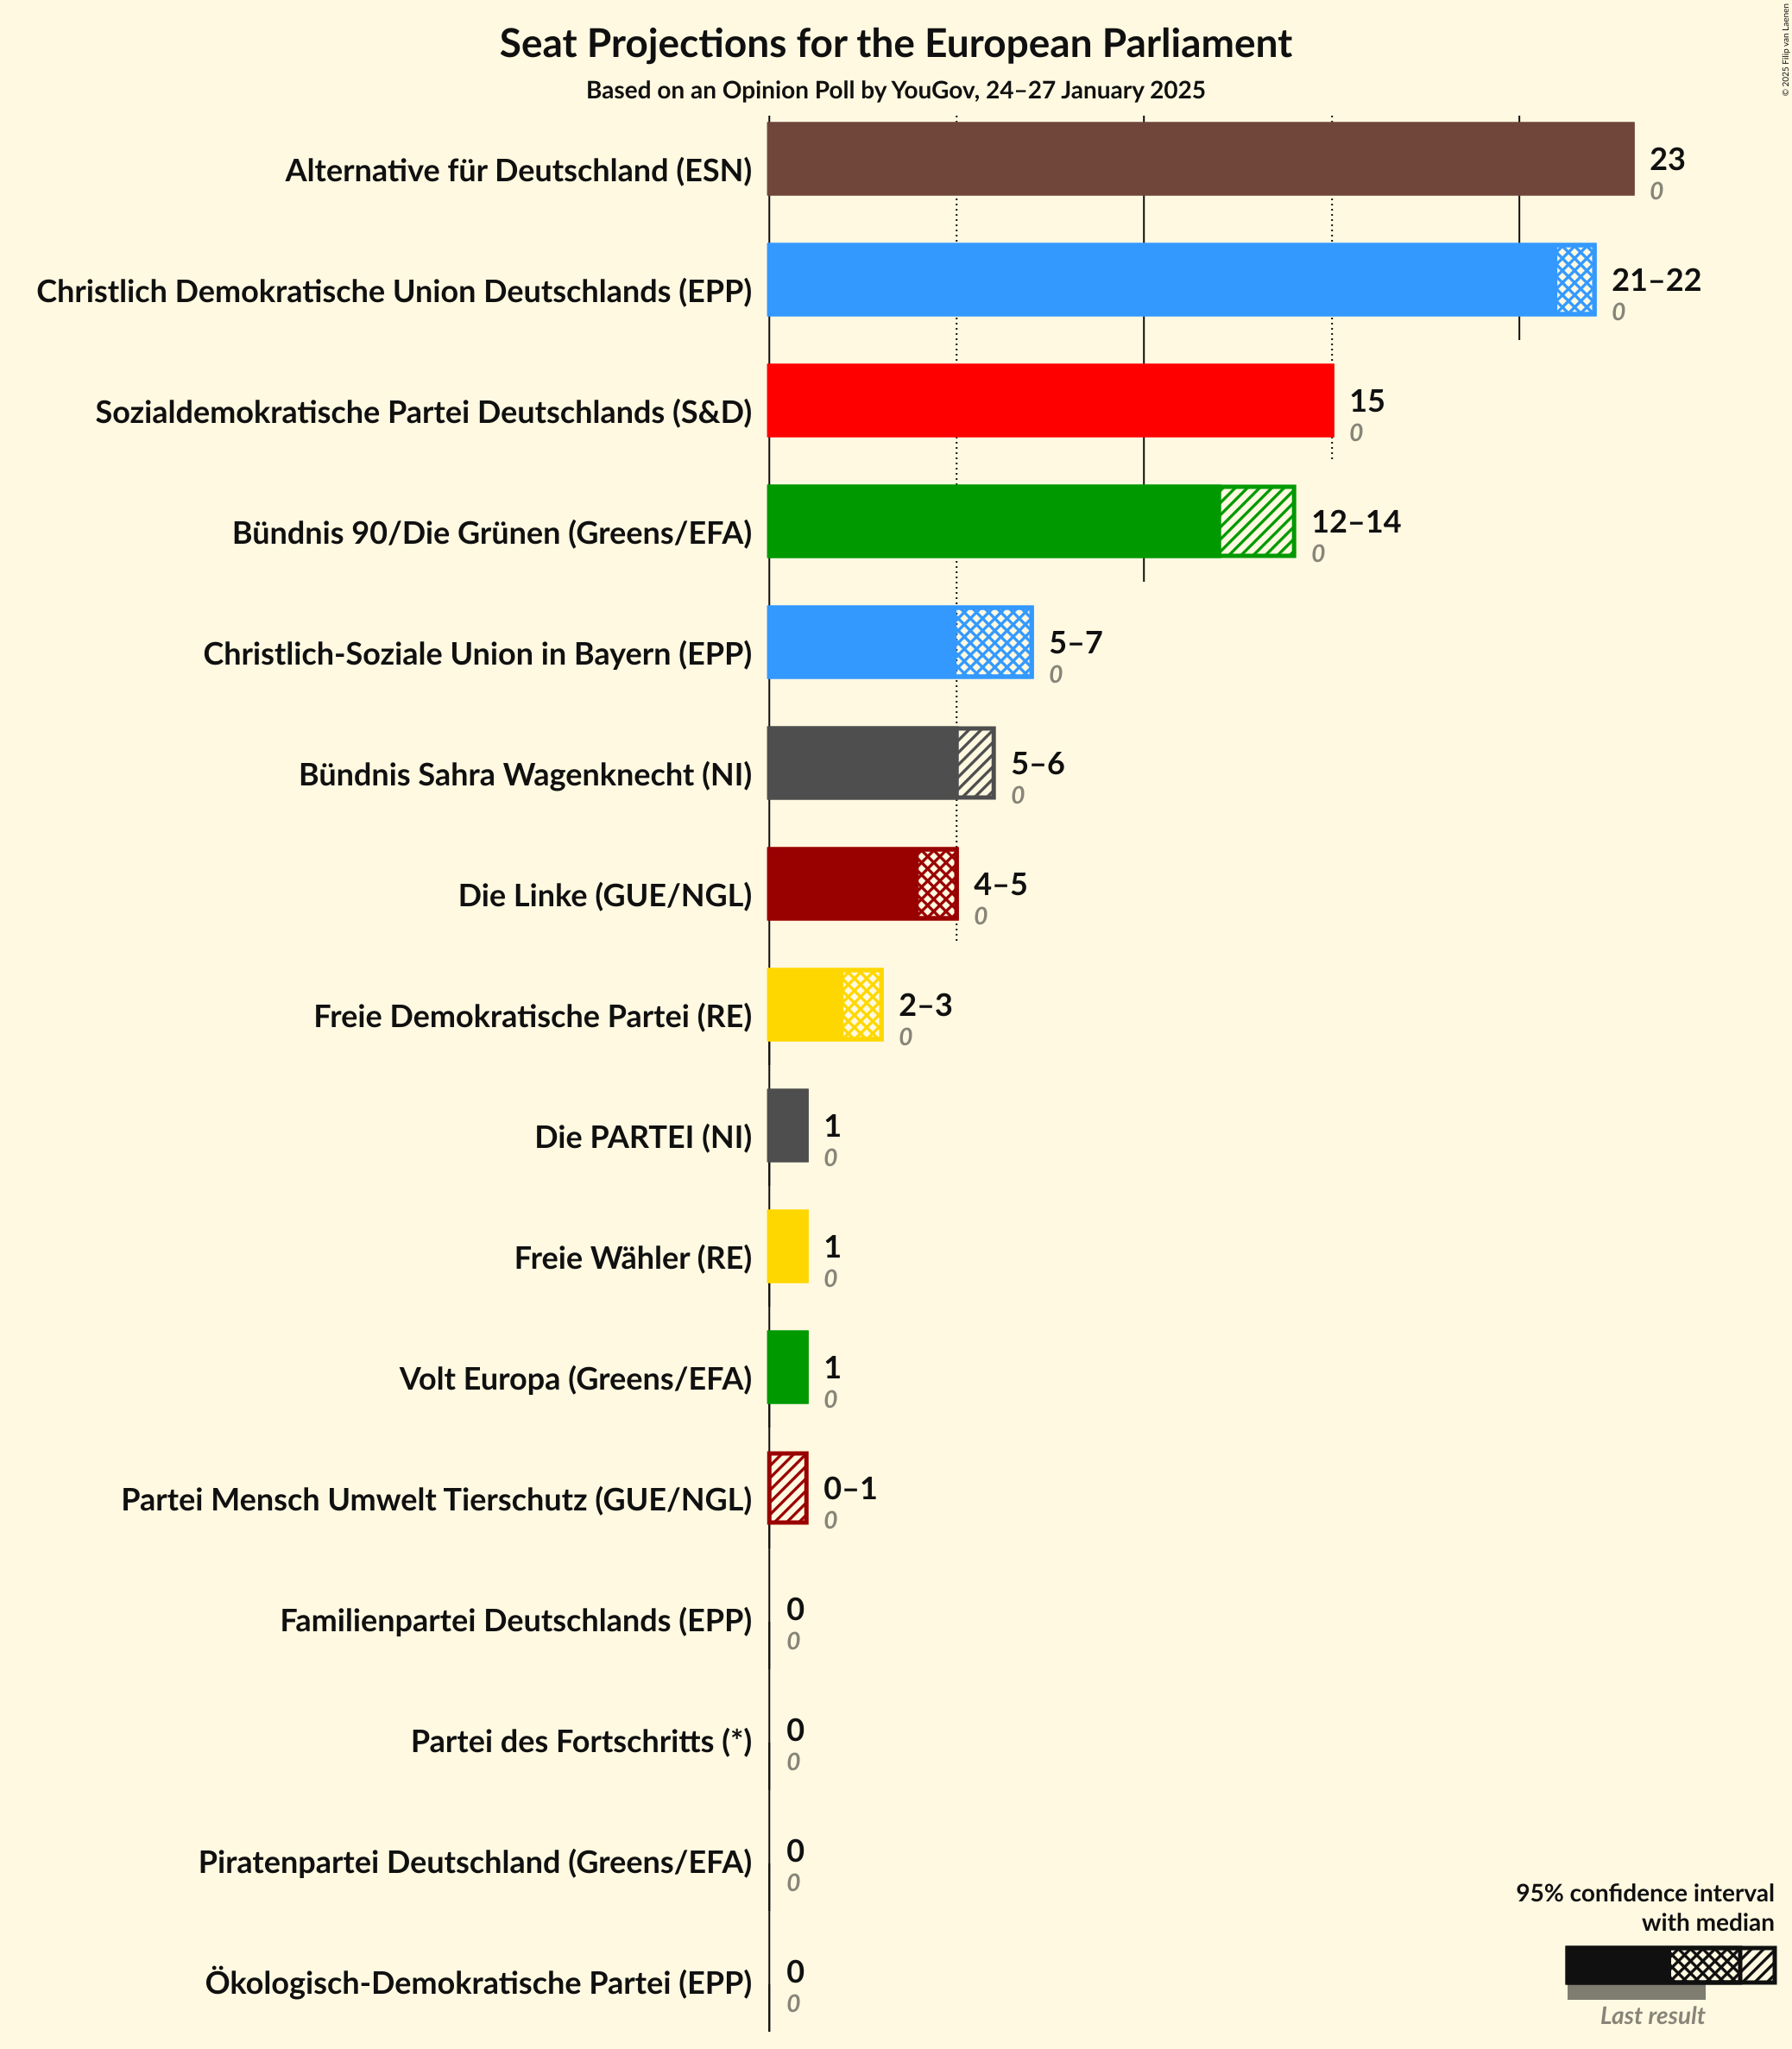 Seat Projections for the European Parliament
Based on an Opinion Poll by YouGov, 24–27 January 2025
© 2025 Filip van Laenen
Alternative für Deutschland (ESN)
23
0
Christlich Demokratische Union Deutschlands (EPP)
21–22
0
Sozialdemokratische Partei Deutschlands (S&D)
15
0
Bündnis 90/Die Grünen (Greens/EFA)
12–14
0
Christlich-Soziale Union in Bayern (EPP)
5–7
0
Bündnis Sahra Wagenknecht (NI)
5–6
0
Die Linke (GUE/NGL)
4–5
0
Freie Demokratische Partei (RE)
2–3
0
Die PARTEI (NI)
1
0
Freie Wähler (RE)
1
0
Volt Europa (Greens/EFA)
1
0
Partei Mensch Umwelt Tierschutz (GUE/NGL)
0–1
0
Familienpartei Deutschlands (EPP)
0
0
Partei des Fortschritts (*)
0
0
Piratenpartei Deutschland (Greens/EFA)
0
0
Ökologisch-Demokratische Partei (EPP)
0
0
95% confidence interval
with median
Last result